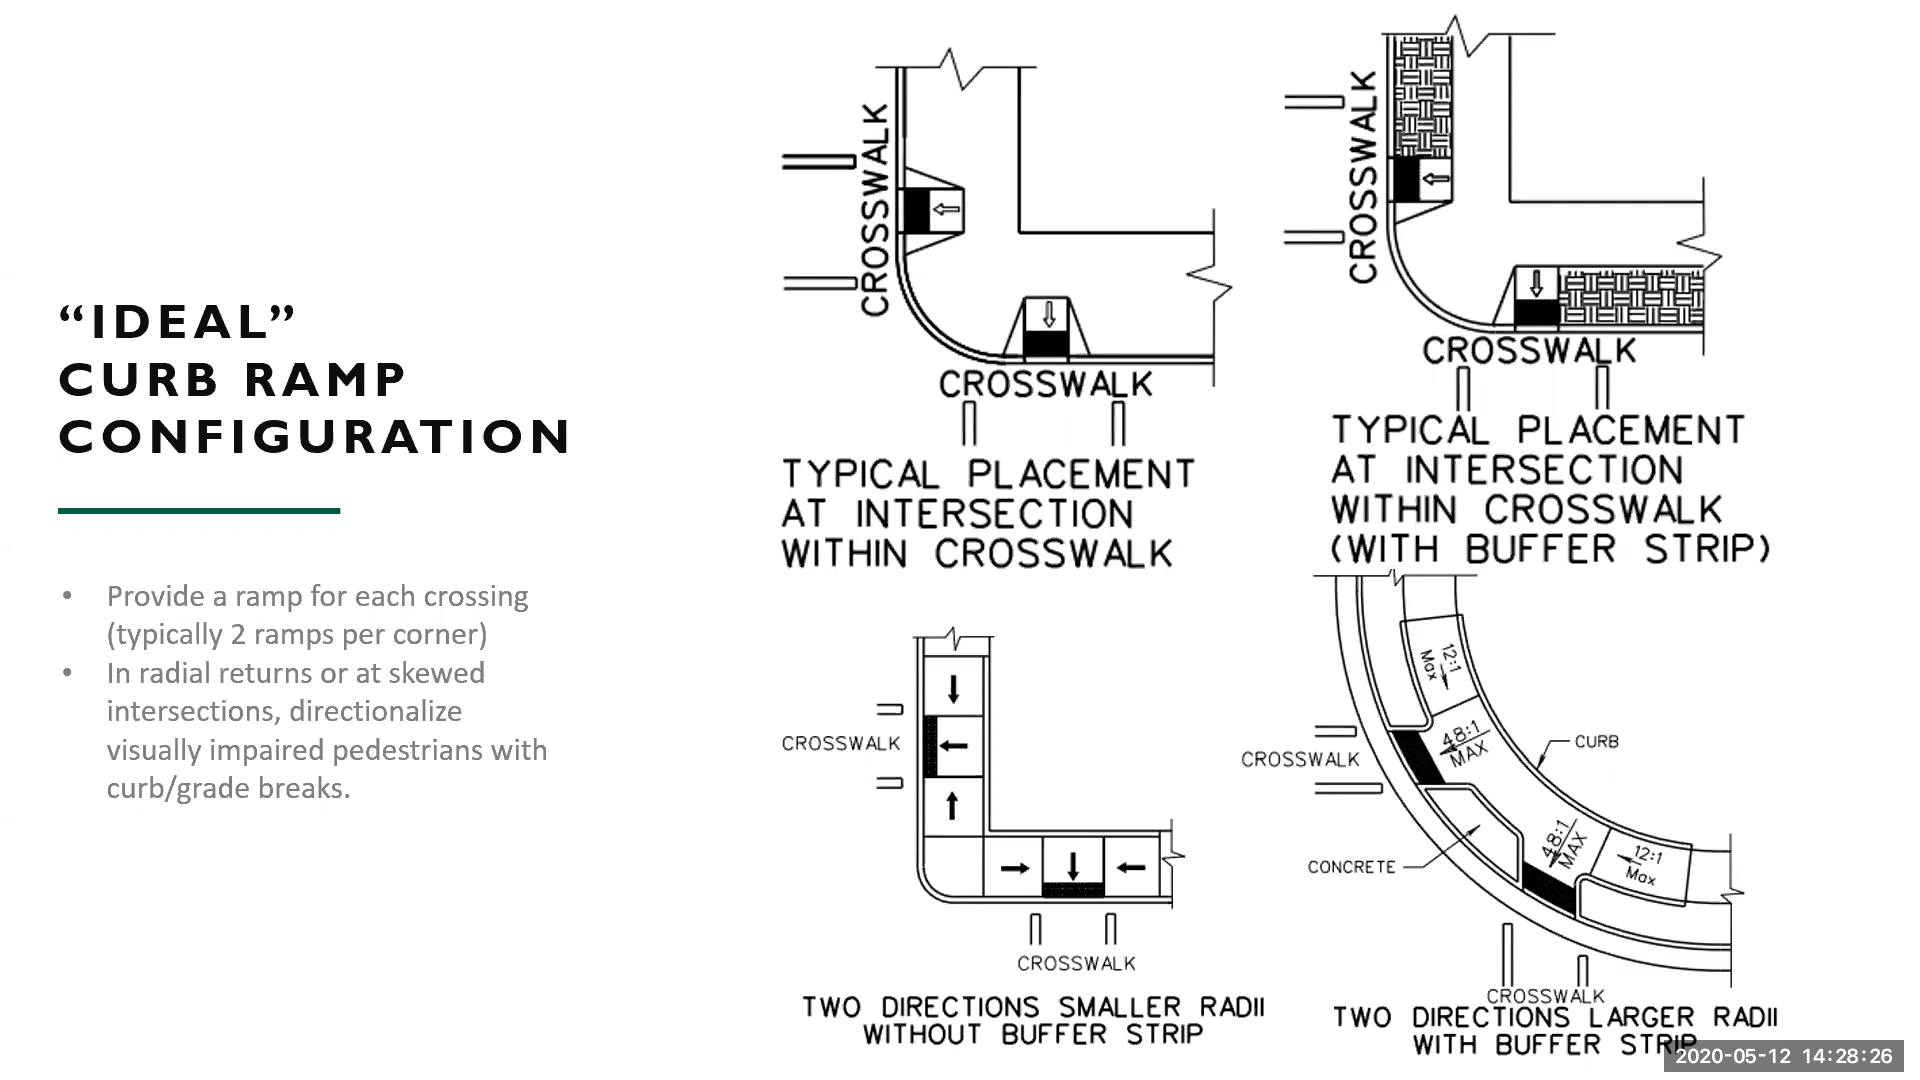 “IDEAL”
CURB RAMP
CONFIGURATION
• Provide a ramp for each crossing
(typically 2 ramps per corner)
• In radial returns or at skewed
intersections, directionalize
visually impaired pedestrians with
curb/grade breaks.
CROSSWALK
CROSSWALK
TYPICAL PLACEMENT
AT INTERSECTION
WITHIN CROSSWALK
CROSSWALK
CROSSWALK
TYPICAL PLACEMENT
AT INTERSECTION
WITHIN CROSSWALK
(WITH BUFFER STRIP)
CROSSWALK
CROSSWALK
TWO DIRECTIONS SMALLER RADII
WITHOUT BUFFER STRIP
12:1
Max
48:1
MAX
CURB
CROSSWALK
48:1
MAX
12:1
Max
CONCRETE
CROSSWALK
TWO DIRECTIONS LARGER RADII
WITH BUFFER STRIP
2020-05-12 14:28:26